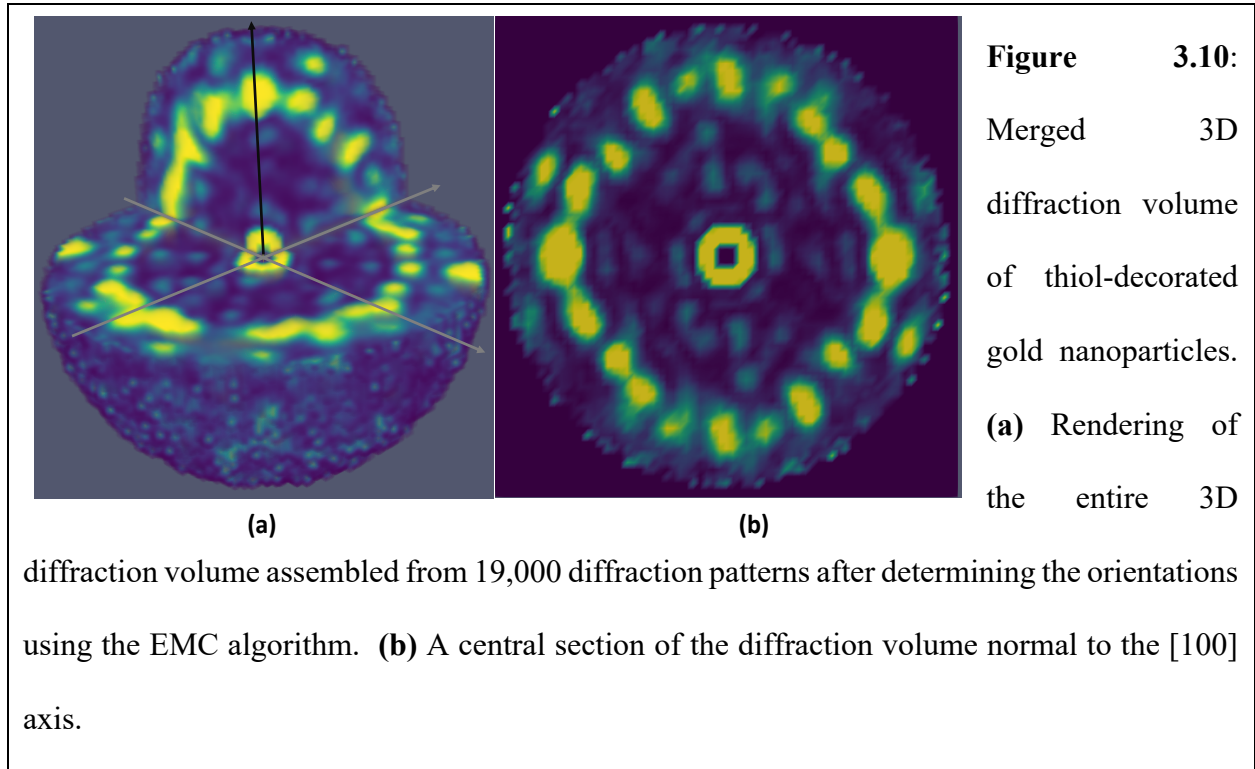 Figure 3.10:
Merged 3D
diffraction volume
of thiol-decorated
gold nanoparticles.
(a) Rendering of
the entire 3D
(a) (b)
diffraction volume assembled from 19,000 diffraction patterns after determining the orientations
using the EMC algorithm. (b) A central section of the diffraction volume normal to the [100]
axis.